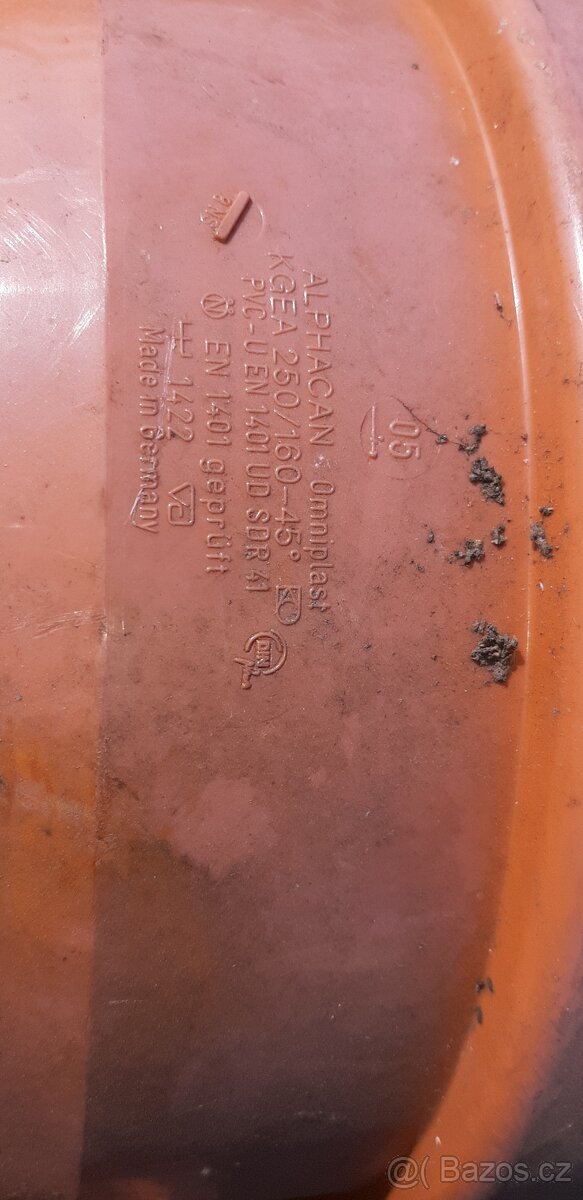 ALPHACAN Omniplast
KGEA 250/160-45°
PVC-U EN 1401 UD SDR 41
EN 1401 geprüft
1422
Made in Germany
05
DIN
@( Bazos.cz